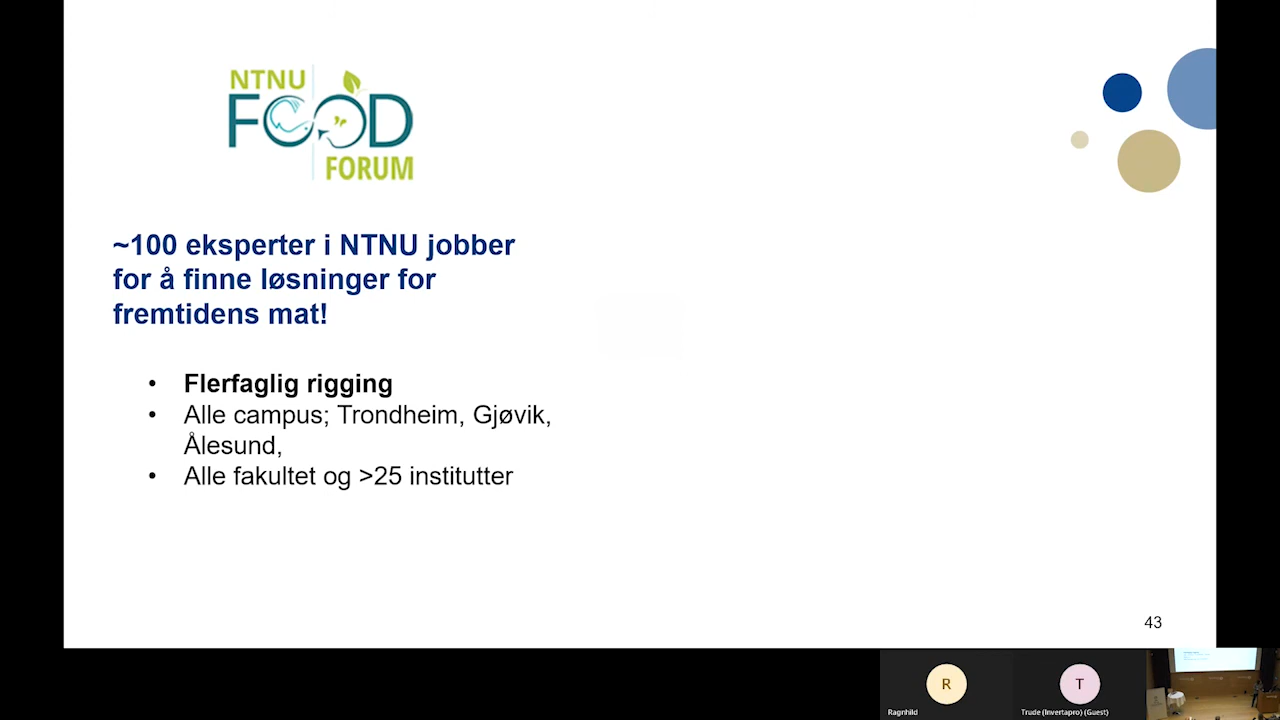 NTNU
FOOD
FORUM
~100 eksperter i NTNU jobber
for å finne løsninger for
fremtidens mat!
• Flerfaglig rigging
• Alle campus; Trondheim, Gjøvik,
Ålesund,
• Alle fakultet og >25 institutter
43
R
T
Ragnhild
Trude (Invertapro) (Guest)